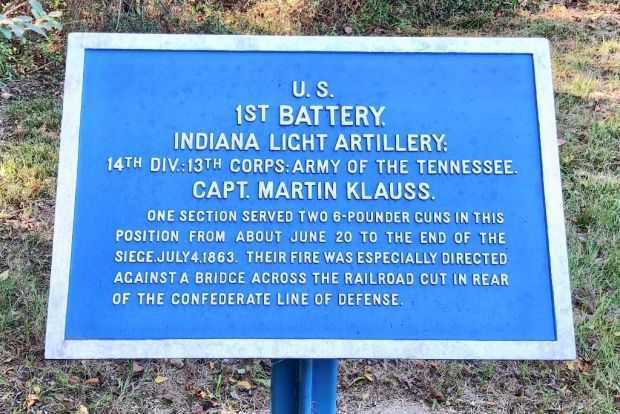 U. S.
1ST BATTERY.
INDIANA LIGHT ARTILLERY;
14TH DIV.: 13TH CORPS: ARMY OF THE TENNESSEE.
CAPT. MARTIN KLAUSS.
ONE SECTION SERVED TWO 6-POUNDER GUNS IN THIS
POSITION FROM ABOUT JUNE 20 TO THE END OF THE
SIEGE, JULY 4, 1863. THEIR FIRE WAS ESPECIALLY DIRECTED
AGAINST A BRIDGE ACROSS THE RAILROAD CUT IN REAR
OF THE CONFEDERATE LINE OF DEFENSE.